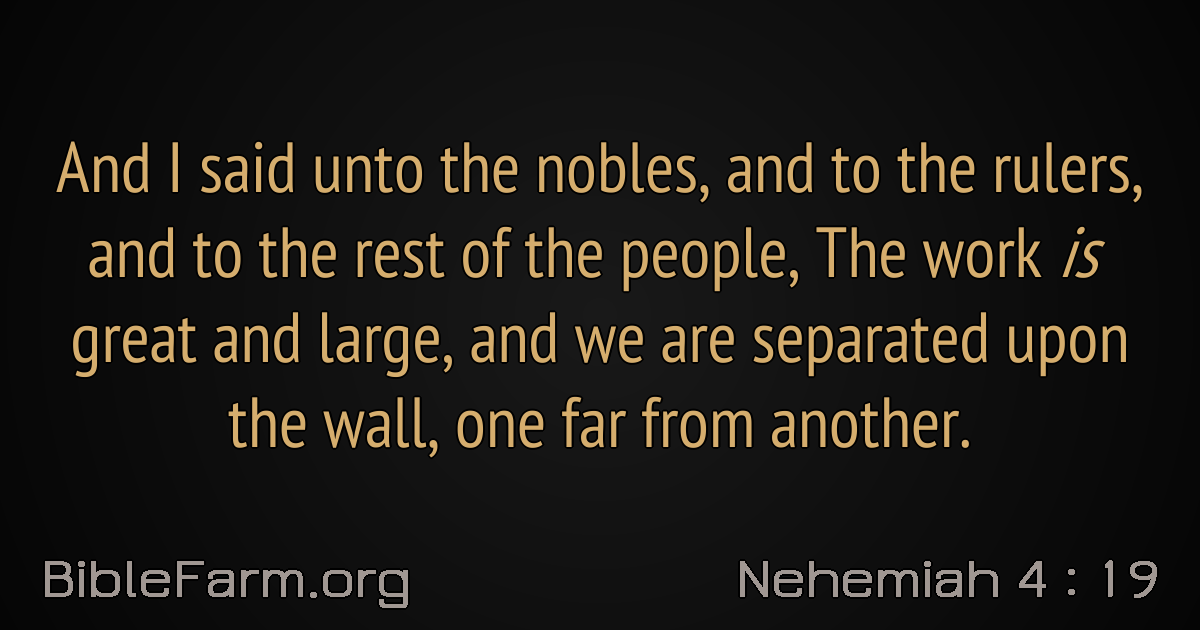 And I said unto the nobles, and to the rulers,
and to the rest of the people, The work is
great and large, and we are separated upon
the wall, one far from another.
BibleFarm.org
Nehemiah 4 : 19